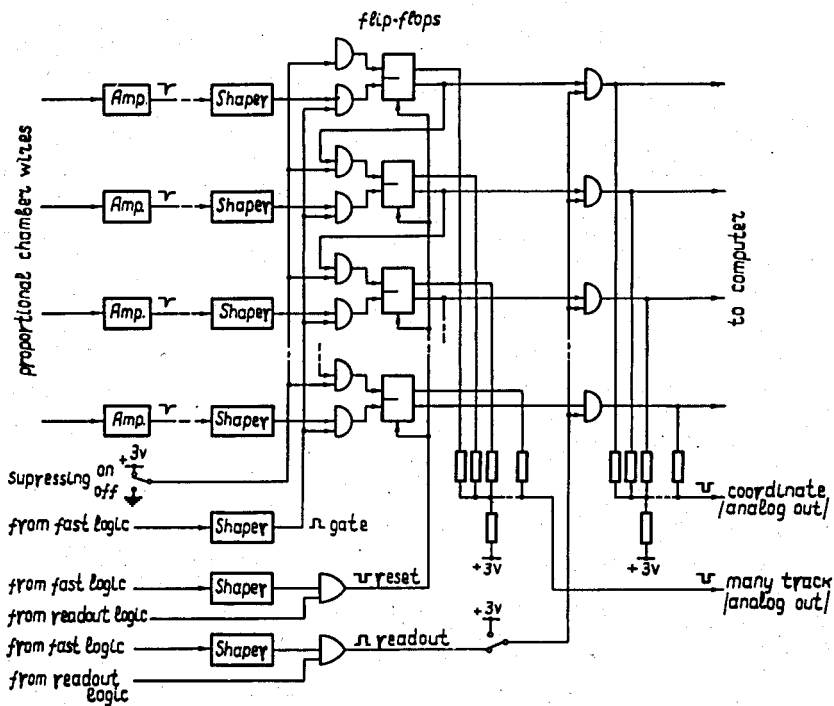 flip-flops
proportional chamber wires
Amp.
Shaper
Amp.
Shaper
Amp.
Shaper
Amp.
Shaper
to computer
+3v
supressing on
off
from fast logic
Shaper
gate
+3v
+3v
coordinate
/analog out/
from fast logic
Shaper
reset
from readout logic
many track
/analog out/
+3v
from fast logic
Shaper
readout
from readout
logic